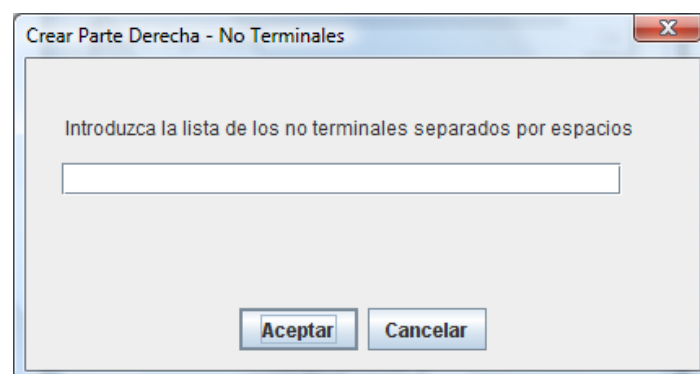 Crear Parte Derecha - No Terminales
Introduzca la lista de los no terminales separados por espacios
Aceptar Cancelar